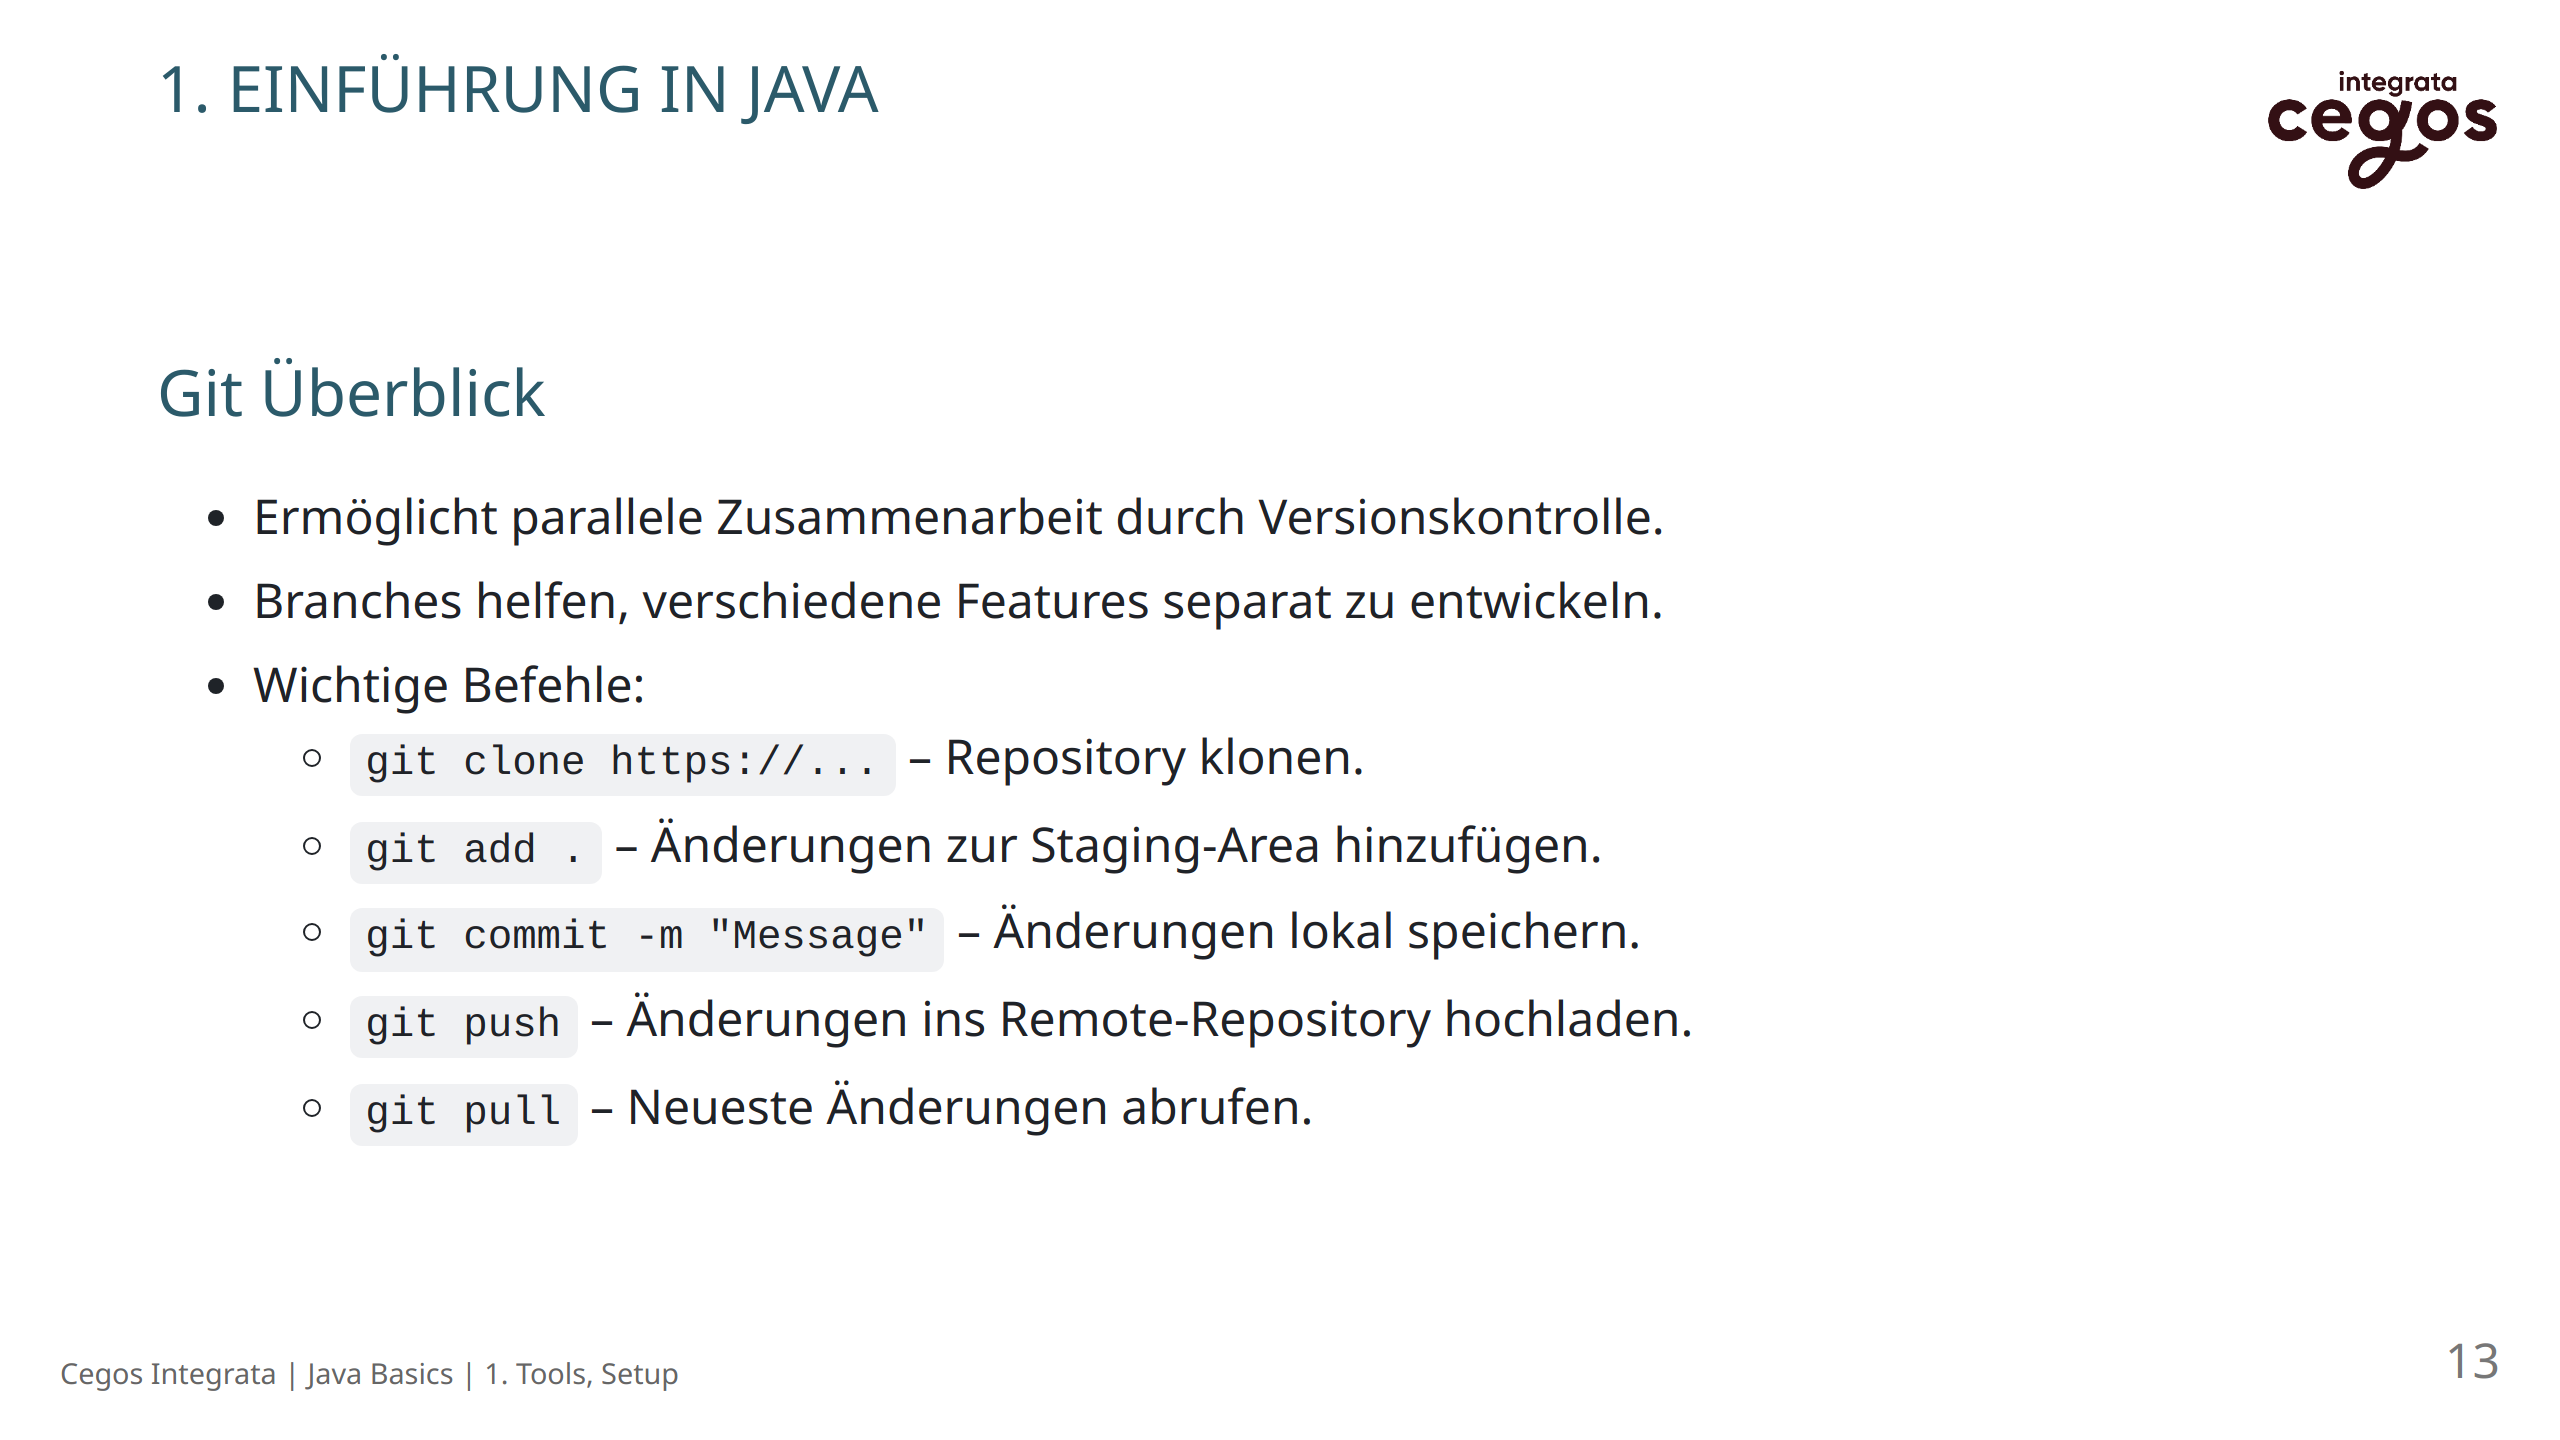 1. EINFÜHRUNG IN JAVA
integrata
cegos
Git Überblick
Ermöglicht parallele Zusammenarbeit durch Versionskontrolle.
Branches helfen, verschiedene Features separat zu entwickeln.
Wichtige Befehle:
git clone https://... – Repository klonen.
git add . – Änderungen zur Staging-Area hinzufügen.
git commit -m "Message" – Änderungen lokal speichern.
git push – Änderungen ins Remote-Repository hochladen.
git pull – Neueste Änderungen abrufen.
Cegos Integrata | Java Basics | 1. Tools, Setup
13